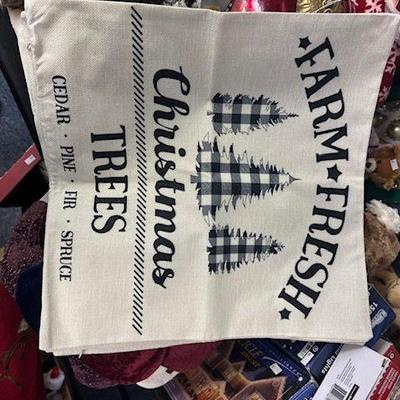 ★FARM★FRESH★
Christmas
TREES
CEDAR · PINE · FIR · SPRUCE